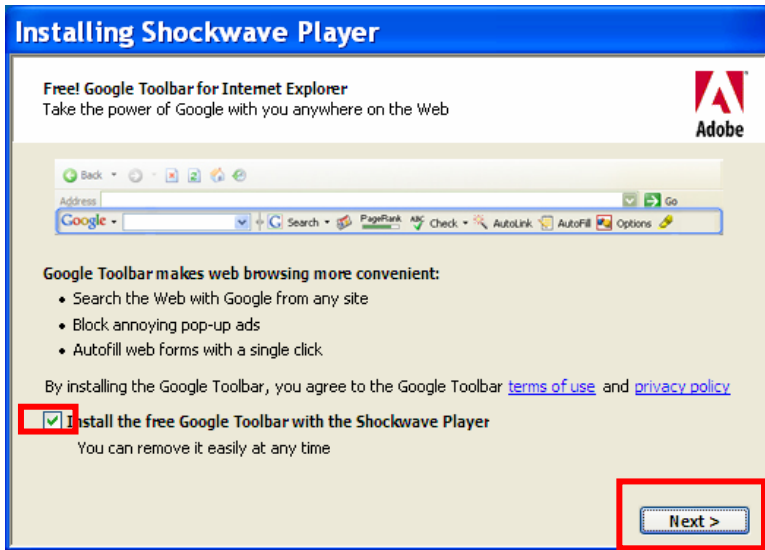 Installing Shockwave Player
Free! Google Toolbar for Internet Explorer
Take the power of Google with you anywhere on the Web
Adobe
Back
Address
Go
Google
G Search PageRank ABC Check AutoLink AutoFill Options
Google Toolbar makes web browsing more convenient:
• Search the Web with Google from any site
• Block annoying pop-up ads
• Autofill web forms with a single click
By installing the Google Toolbar, you agree to the Google Toolbar terms of use and privacy policy
Install the free Google Toolbar with the Shockwave Player
You can remove it easily at any time
Next >